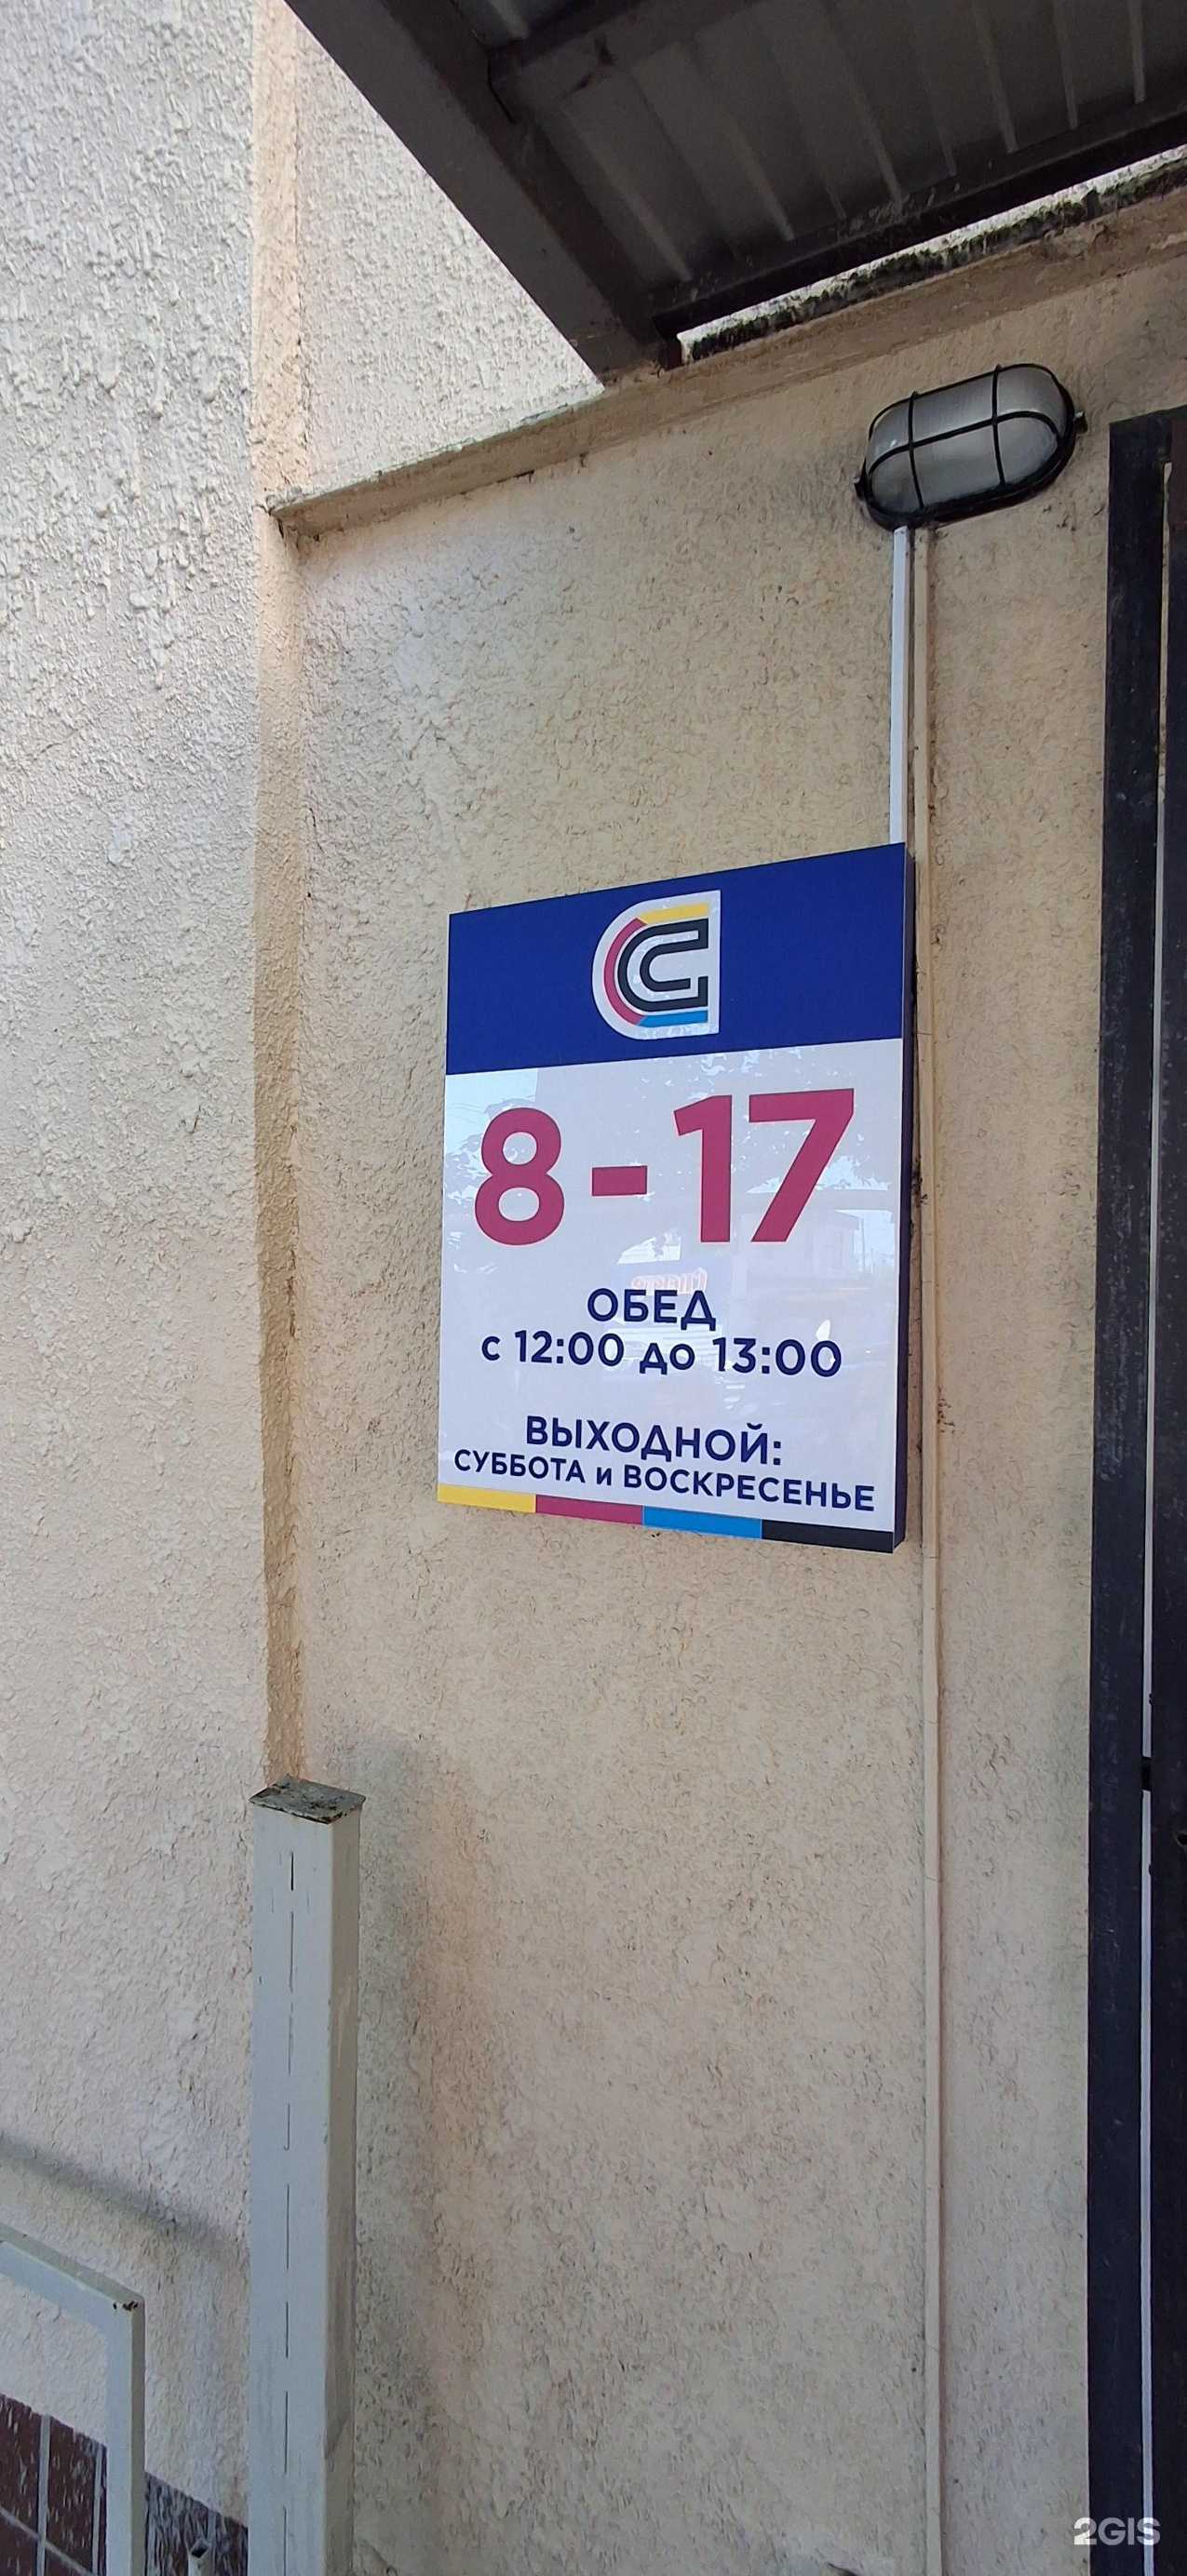 8-17
ОБЕД
с 12:00 до 13:00
ВЫХОДНОЙ:
СУББОТА и ВОСКРЕСЕНЬЕ
2GIS